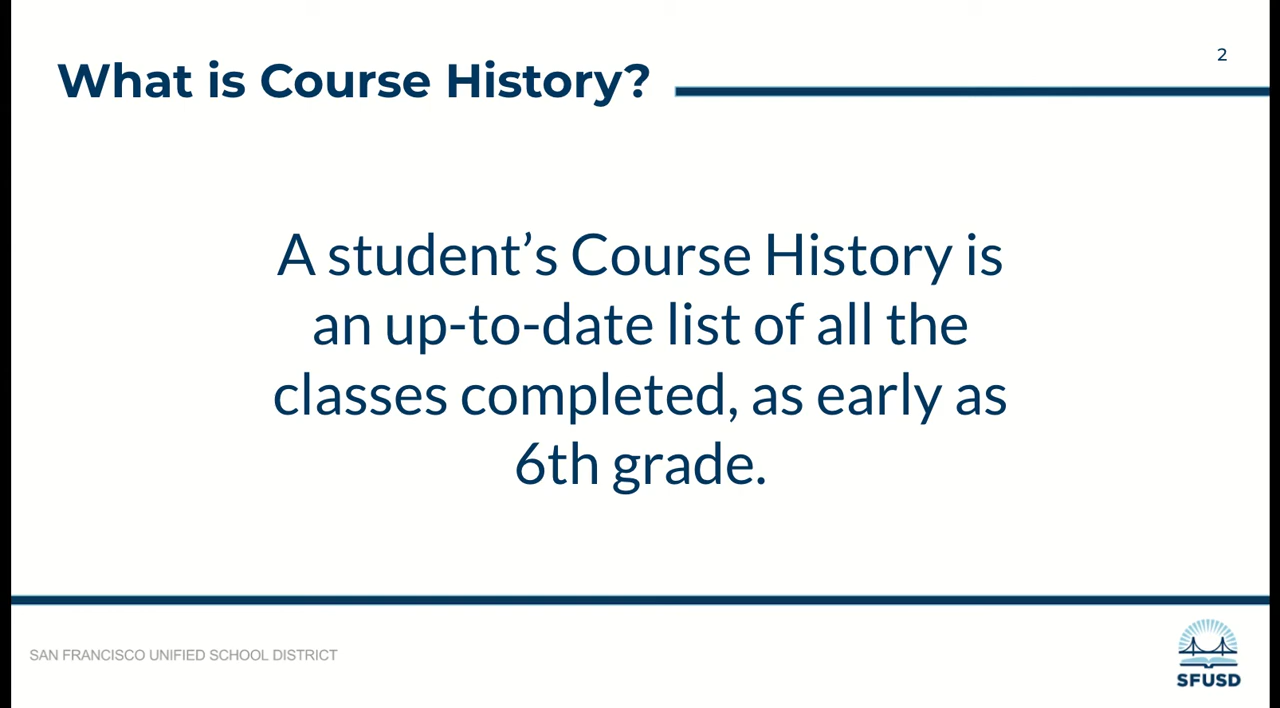 What is Course History?
2
A student’s Course History is
an up-to-date list of all the
classes completed, as early as
6th grade.
SAN FRANCISCO UNIFIED SCHOOL DISTRICT
SFUSD